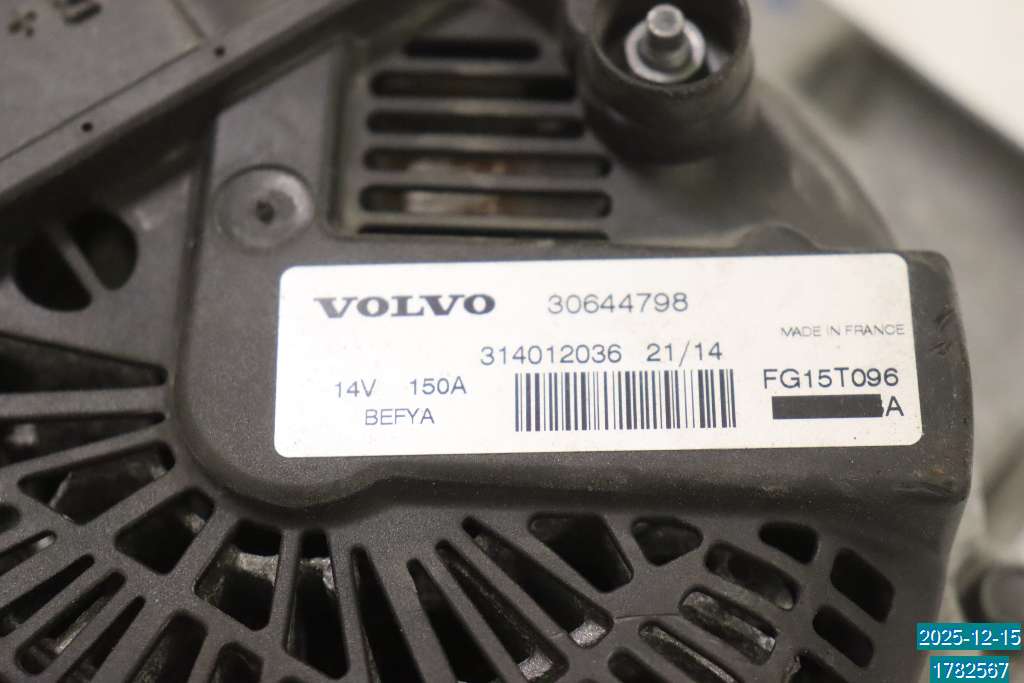 VOLVO 30644798
MADE IN FRANCE
314012036 21/14
14V 150A
FG15T096
BEFYA
A
2025-12-15
1782567